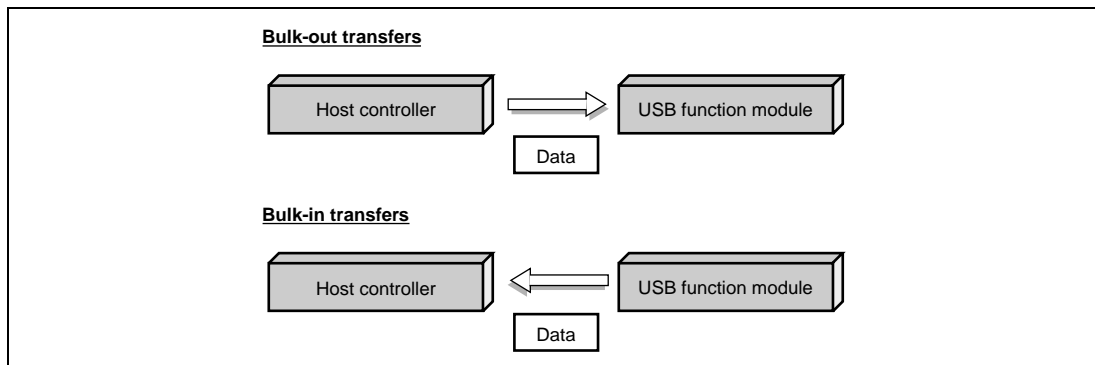 Bulk-out transfers
Host controller
USB function module
Data
Bulk-in transfers
Host controller
USB function module
Data